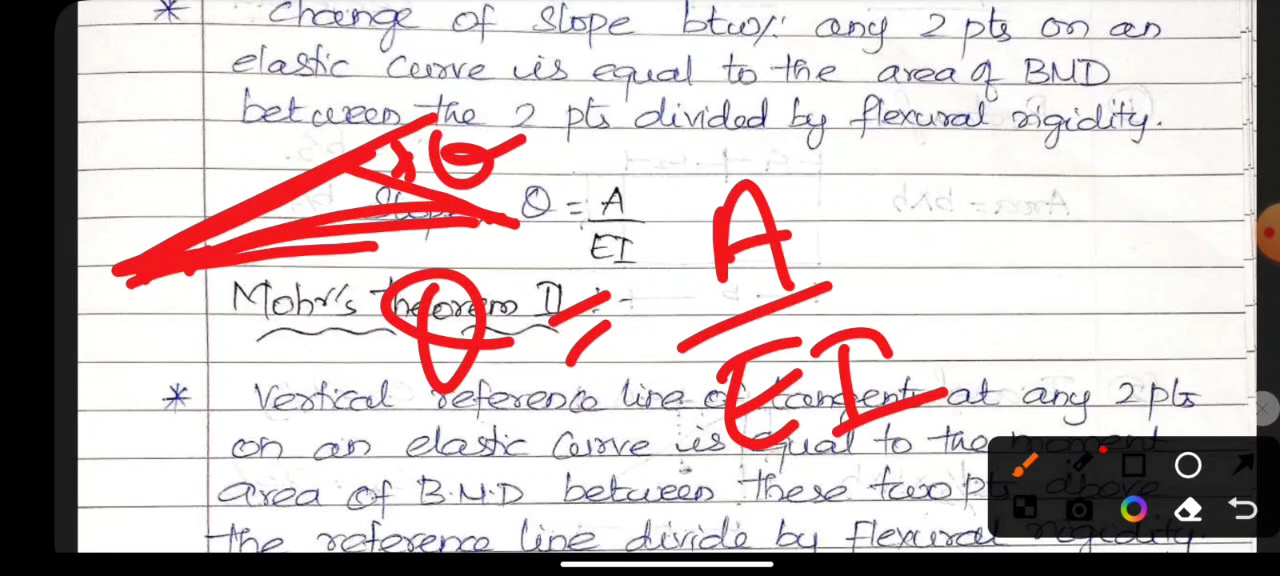 * Change of slope btw/: any 2 pts on an
elastic curve is equal to the area of BMD
between the 2 pts divided by flexural rigidity.
θ
Slope θ = A
EI
θ = A
EI
Mohr's theorem II :-
* Vertical reference line of tangent at any 2 pts
on an elastic curve is equal to the moment
area of B.M.D between these two pts above
the reference line divide by flexural rigidity.